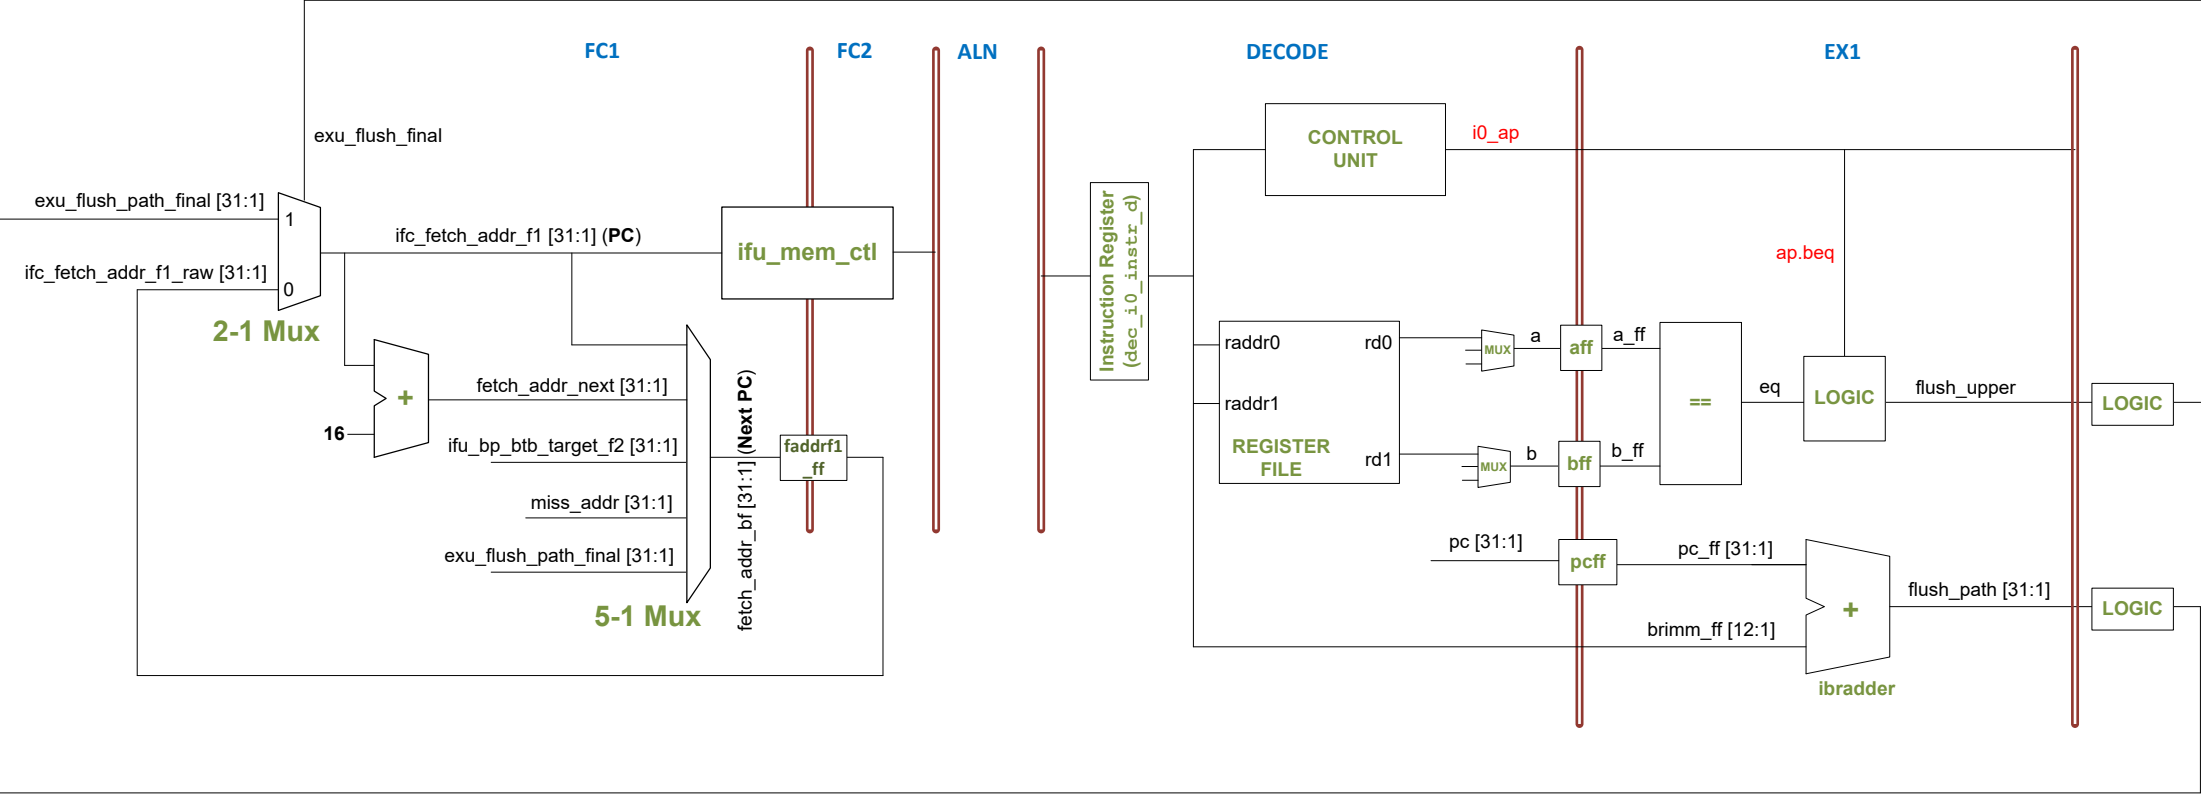 FC1
FC2
ALN
DECODE
EX1
exu_flush_final
exu_flush_path_final [31:1]
1
ifc_fetch_addr_f1_raw [31:1]
0
2-1 Mux
ifc_fetch_addr_f1 [31:1] (PC)
ifu_mem_ctl
+
16
fetch_addr_next [31:1]
ifu_bp_btb_target_f2 [31:1]
miss_addr [31:1]
exu_flush_path_final [31:1]
5-1 Mux
fetch_addr_bf [31:1] (Next PC)
faddrf1
_ff
Instruction Register
(dec_i0_instr_d)
CONTROL
UNIT
i0_ap
ap.beq
raddr0
rd0
raddr1
rd1
REGISTER
FILE
MUX
a
aff
a_ff
MUX
b
bff
b_ff
==
eq
LOGIC
flush_upper
LOGIC
pc [31:1]
pcff
pc_ff [31:1]
brimm_ff [12:1]
+
ibradder
flush_path [31:1]
LOGIC